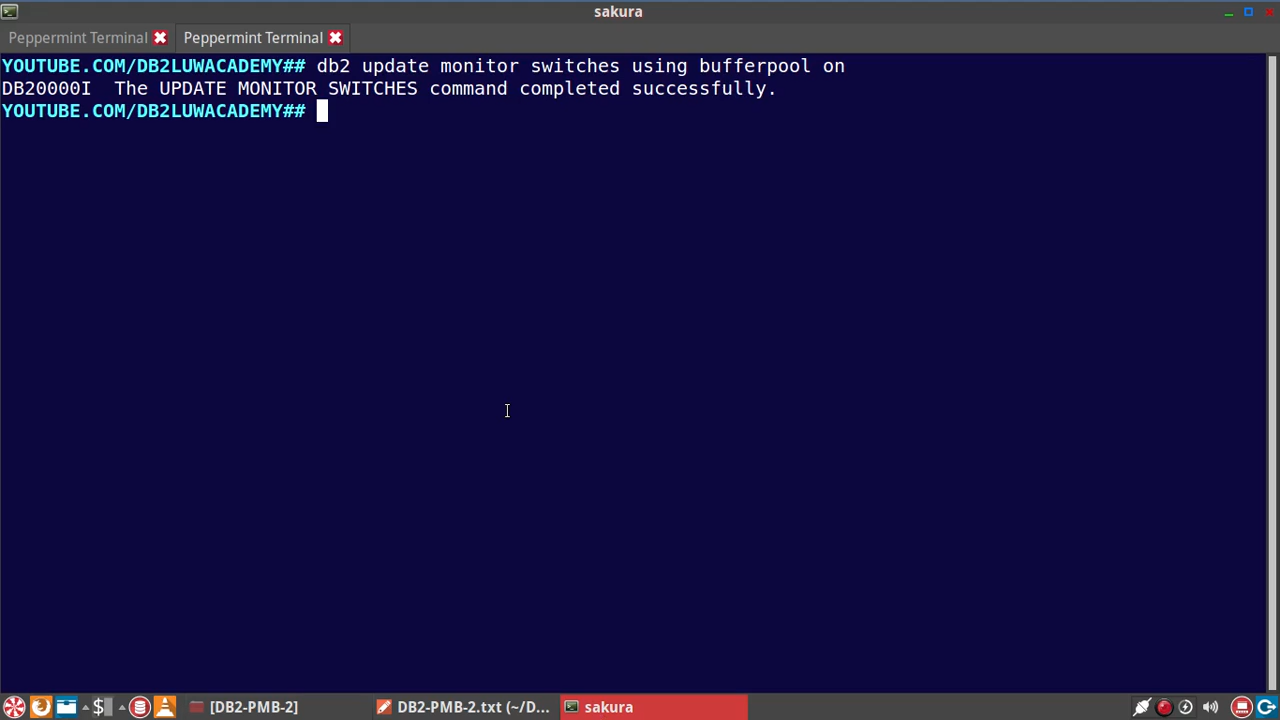 sakura
Peppermint Terminal
Peppermint Terminal
YOUTUBE.COM/DB2LUWACADEMY## db2 update monitor switches using bufferpool on
DB20000I  The UPDATE MONITOR SWITCHES command completed successfully.
YOUTUBE.COM/DB2LUWACADEMY##
[DB2-PMB-2]
DB2-PMB-2.txt (~/D...
sakura